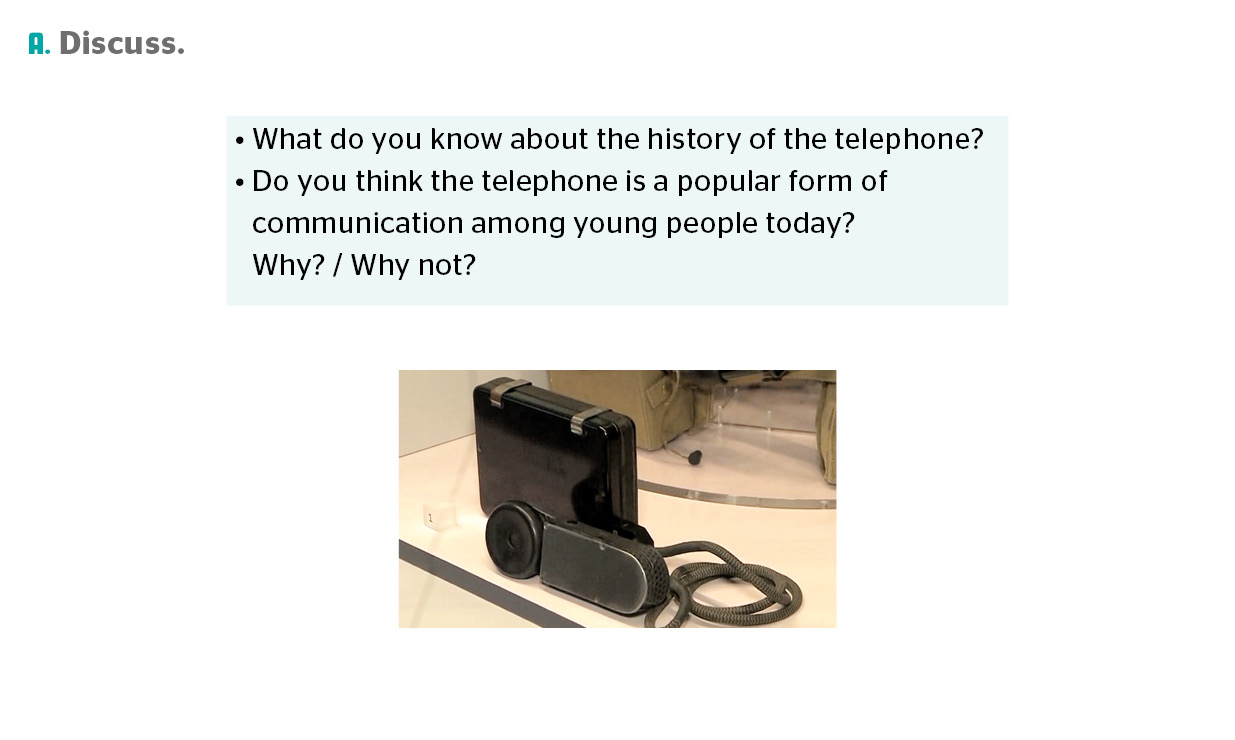 A. Discuss.
• What do you know about the history of the telephone?
• Do you think the telephone is a popular form of
communication among young people today?
Why? / Why not?
1